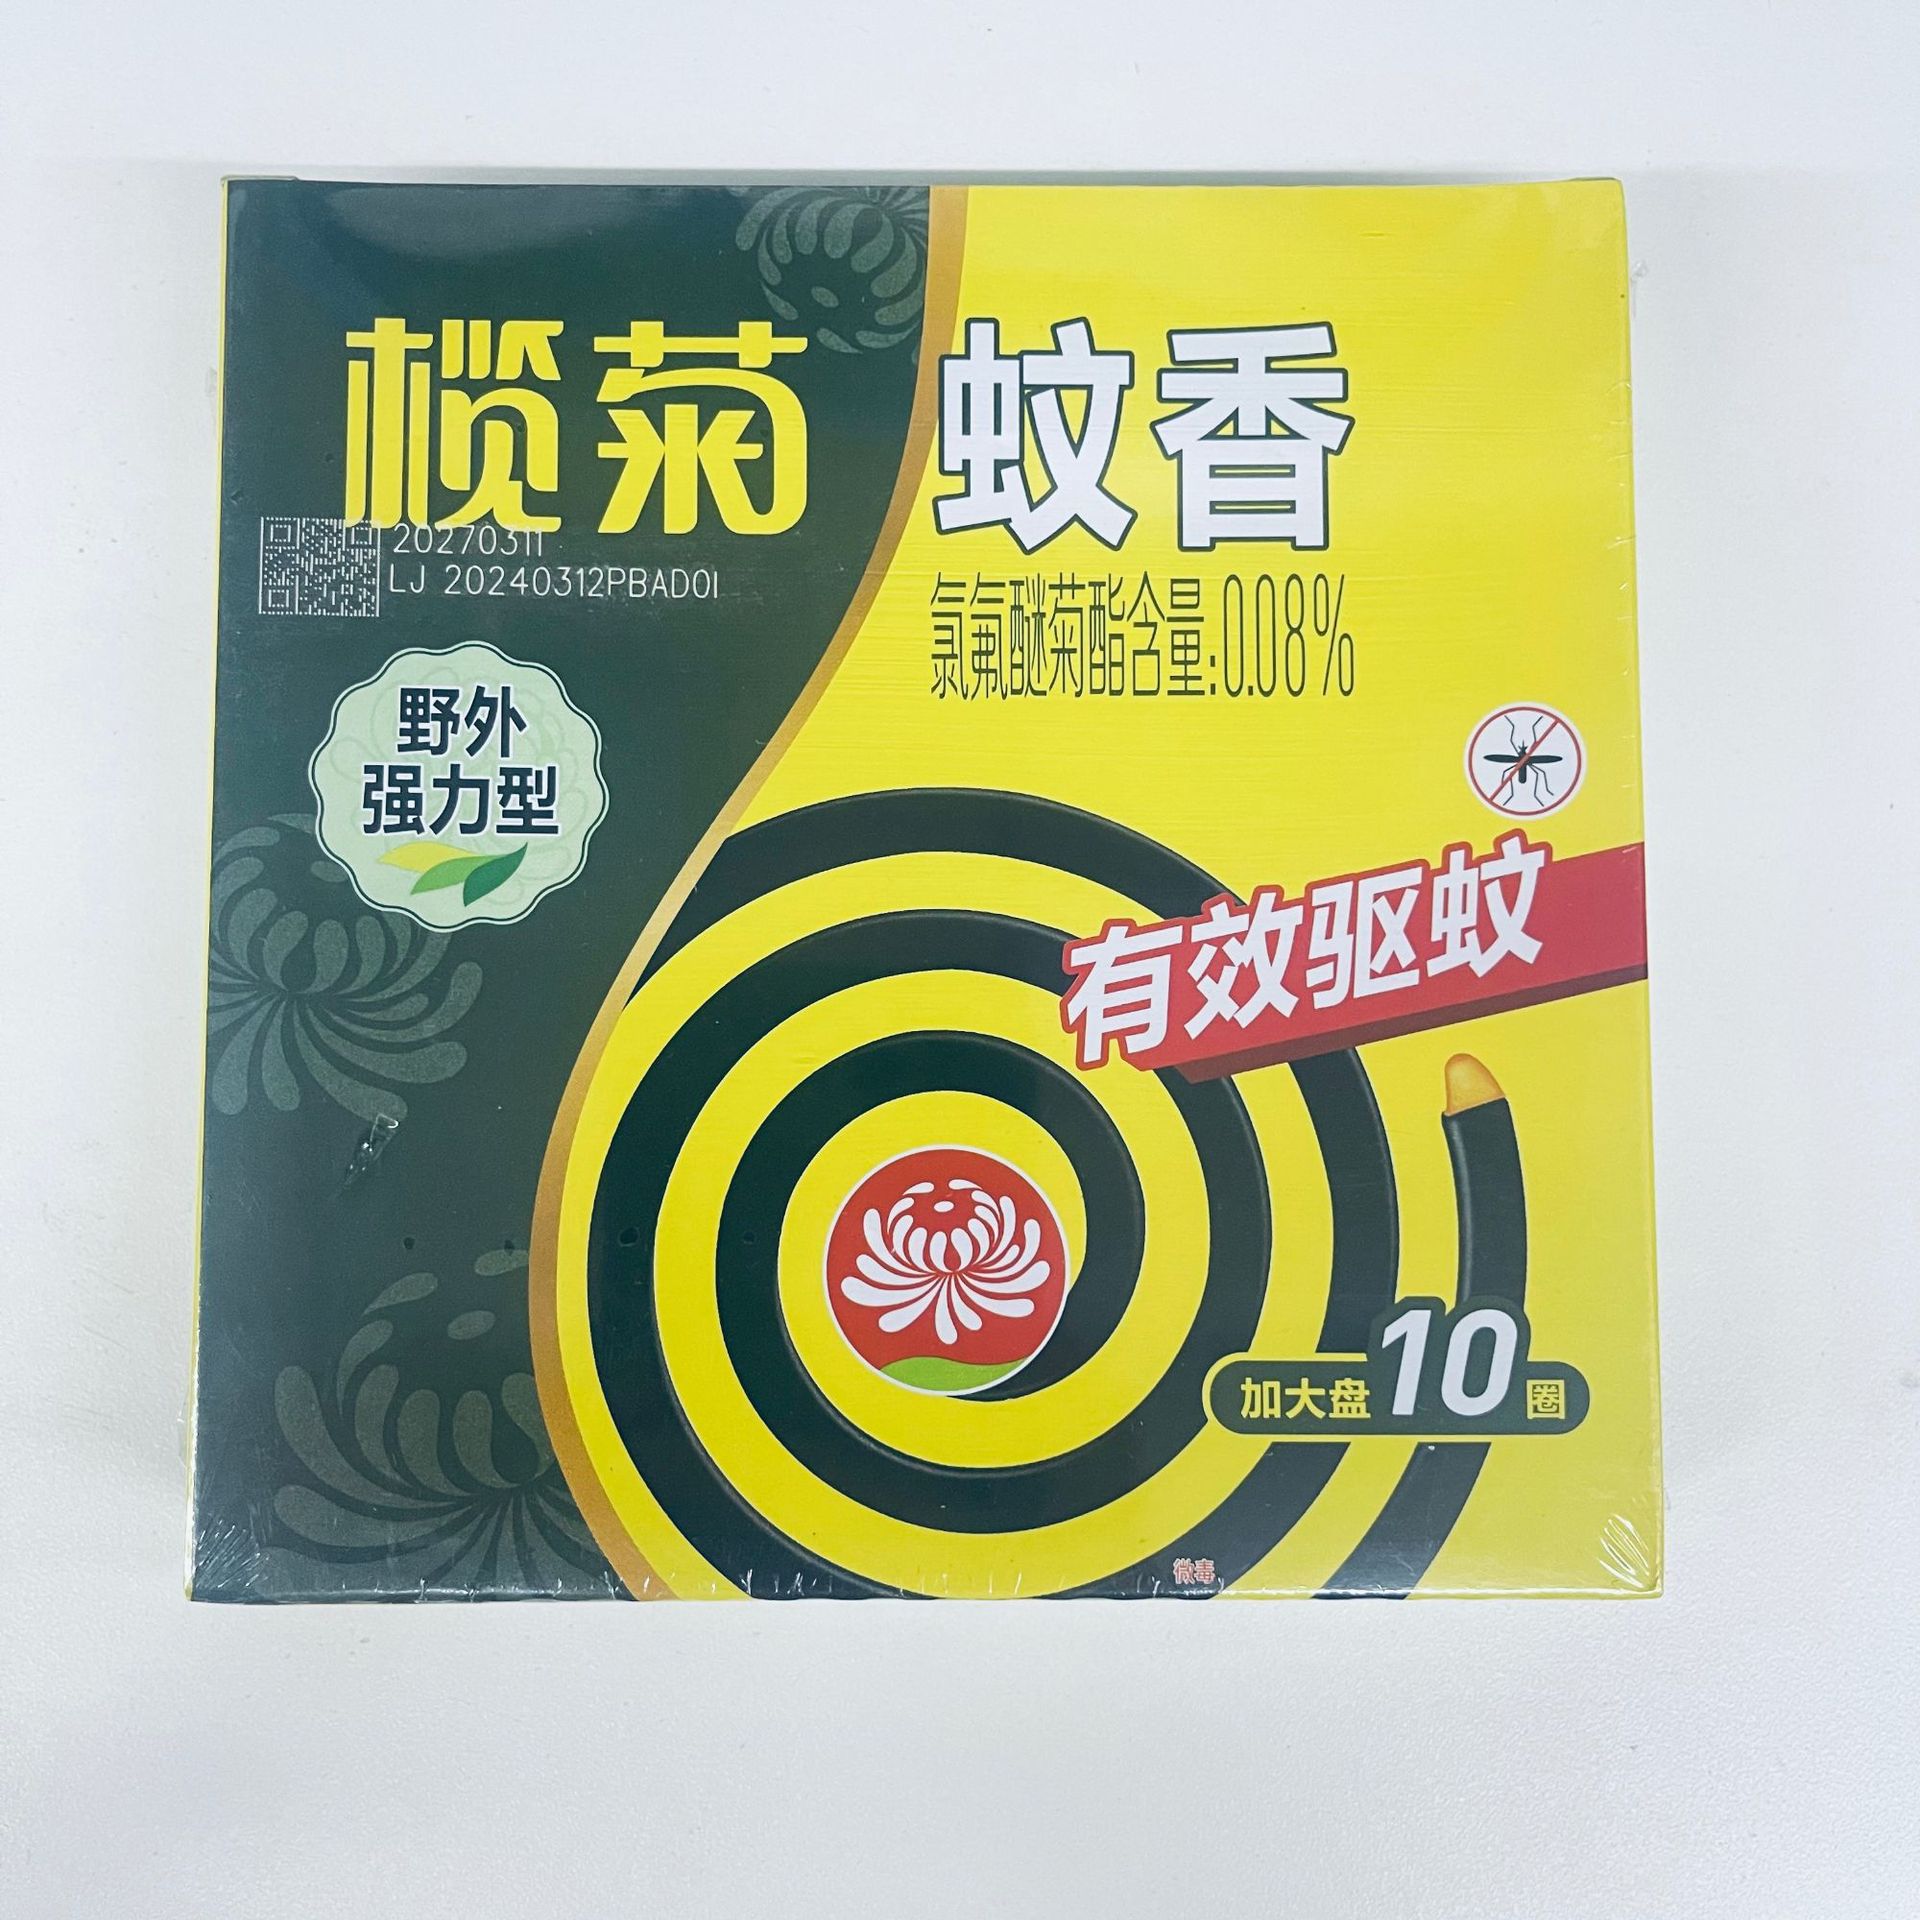 榄菊
蚊香
20270311
LJ 20240312PBAD01
氯氟醚菊酯含量:0.08%
野外
强力型
有效驱蚊
加大盘10圈
微毒